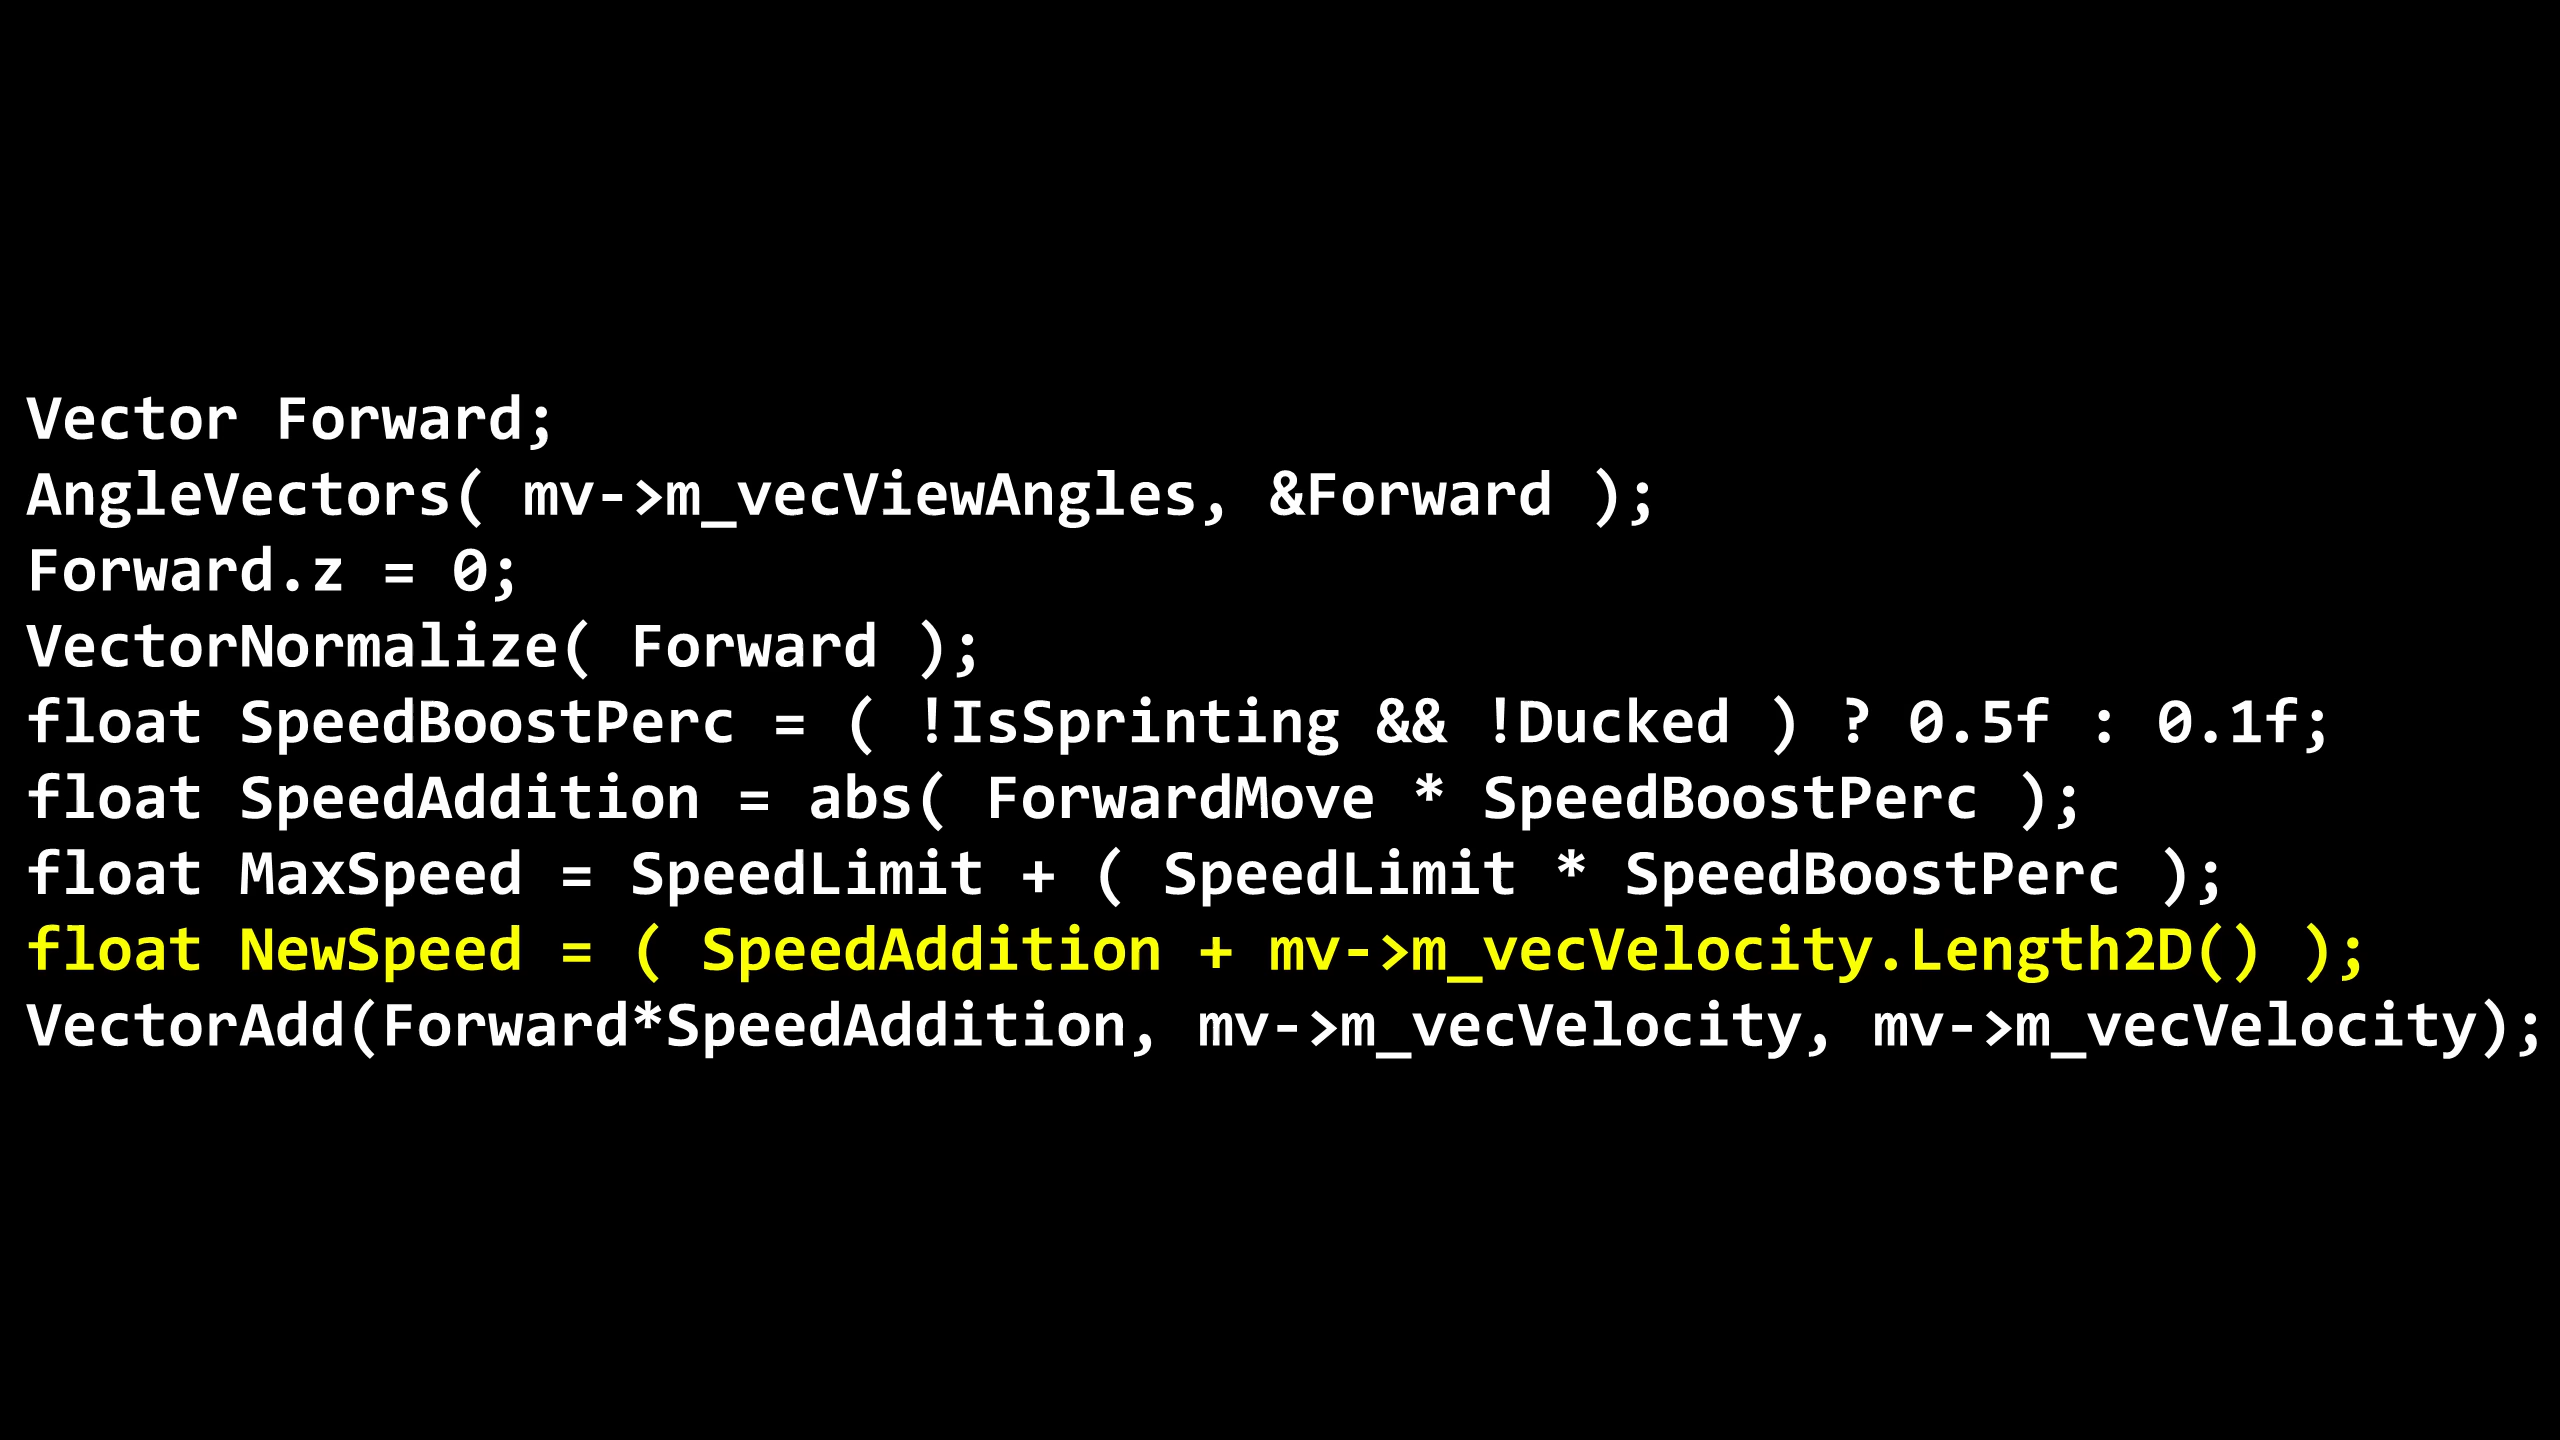 Vector Forward;
AngleVectors( mv->m_vecViewAngles, &Forward );
Forward.z = 0;
VectorNormalize( Forward );
float SpeedBoostPerc = ( !IsSprinting && !Ducked ) ? 0.5f : 0.1f;
float SpeedAddition = abs( ForwardMove * SpeedBoostPerc );
float MaxSpeed = SpeedLimit + ( SpeedLimit * SpeedBoostPerc );
float NewSpeed = ( SpeedAddition + mv->m_vecVelocity.Length2D() );
VectorAdd(Forward*SpeedAddition, mv->m_vecVelocity, mv->m_vecVelocity);